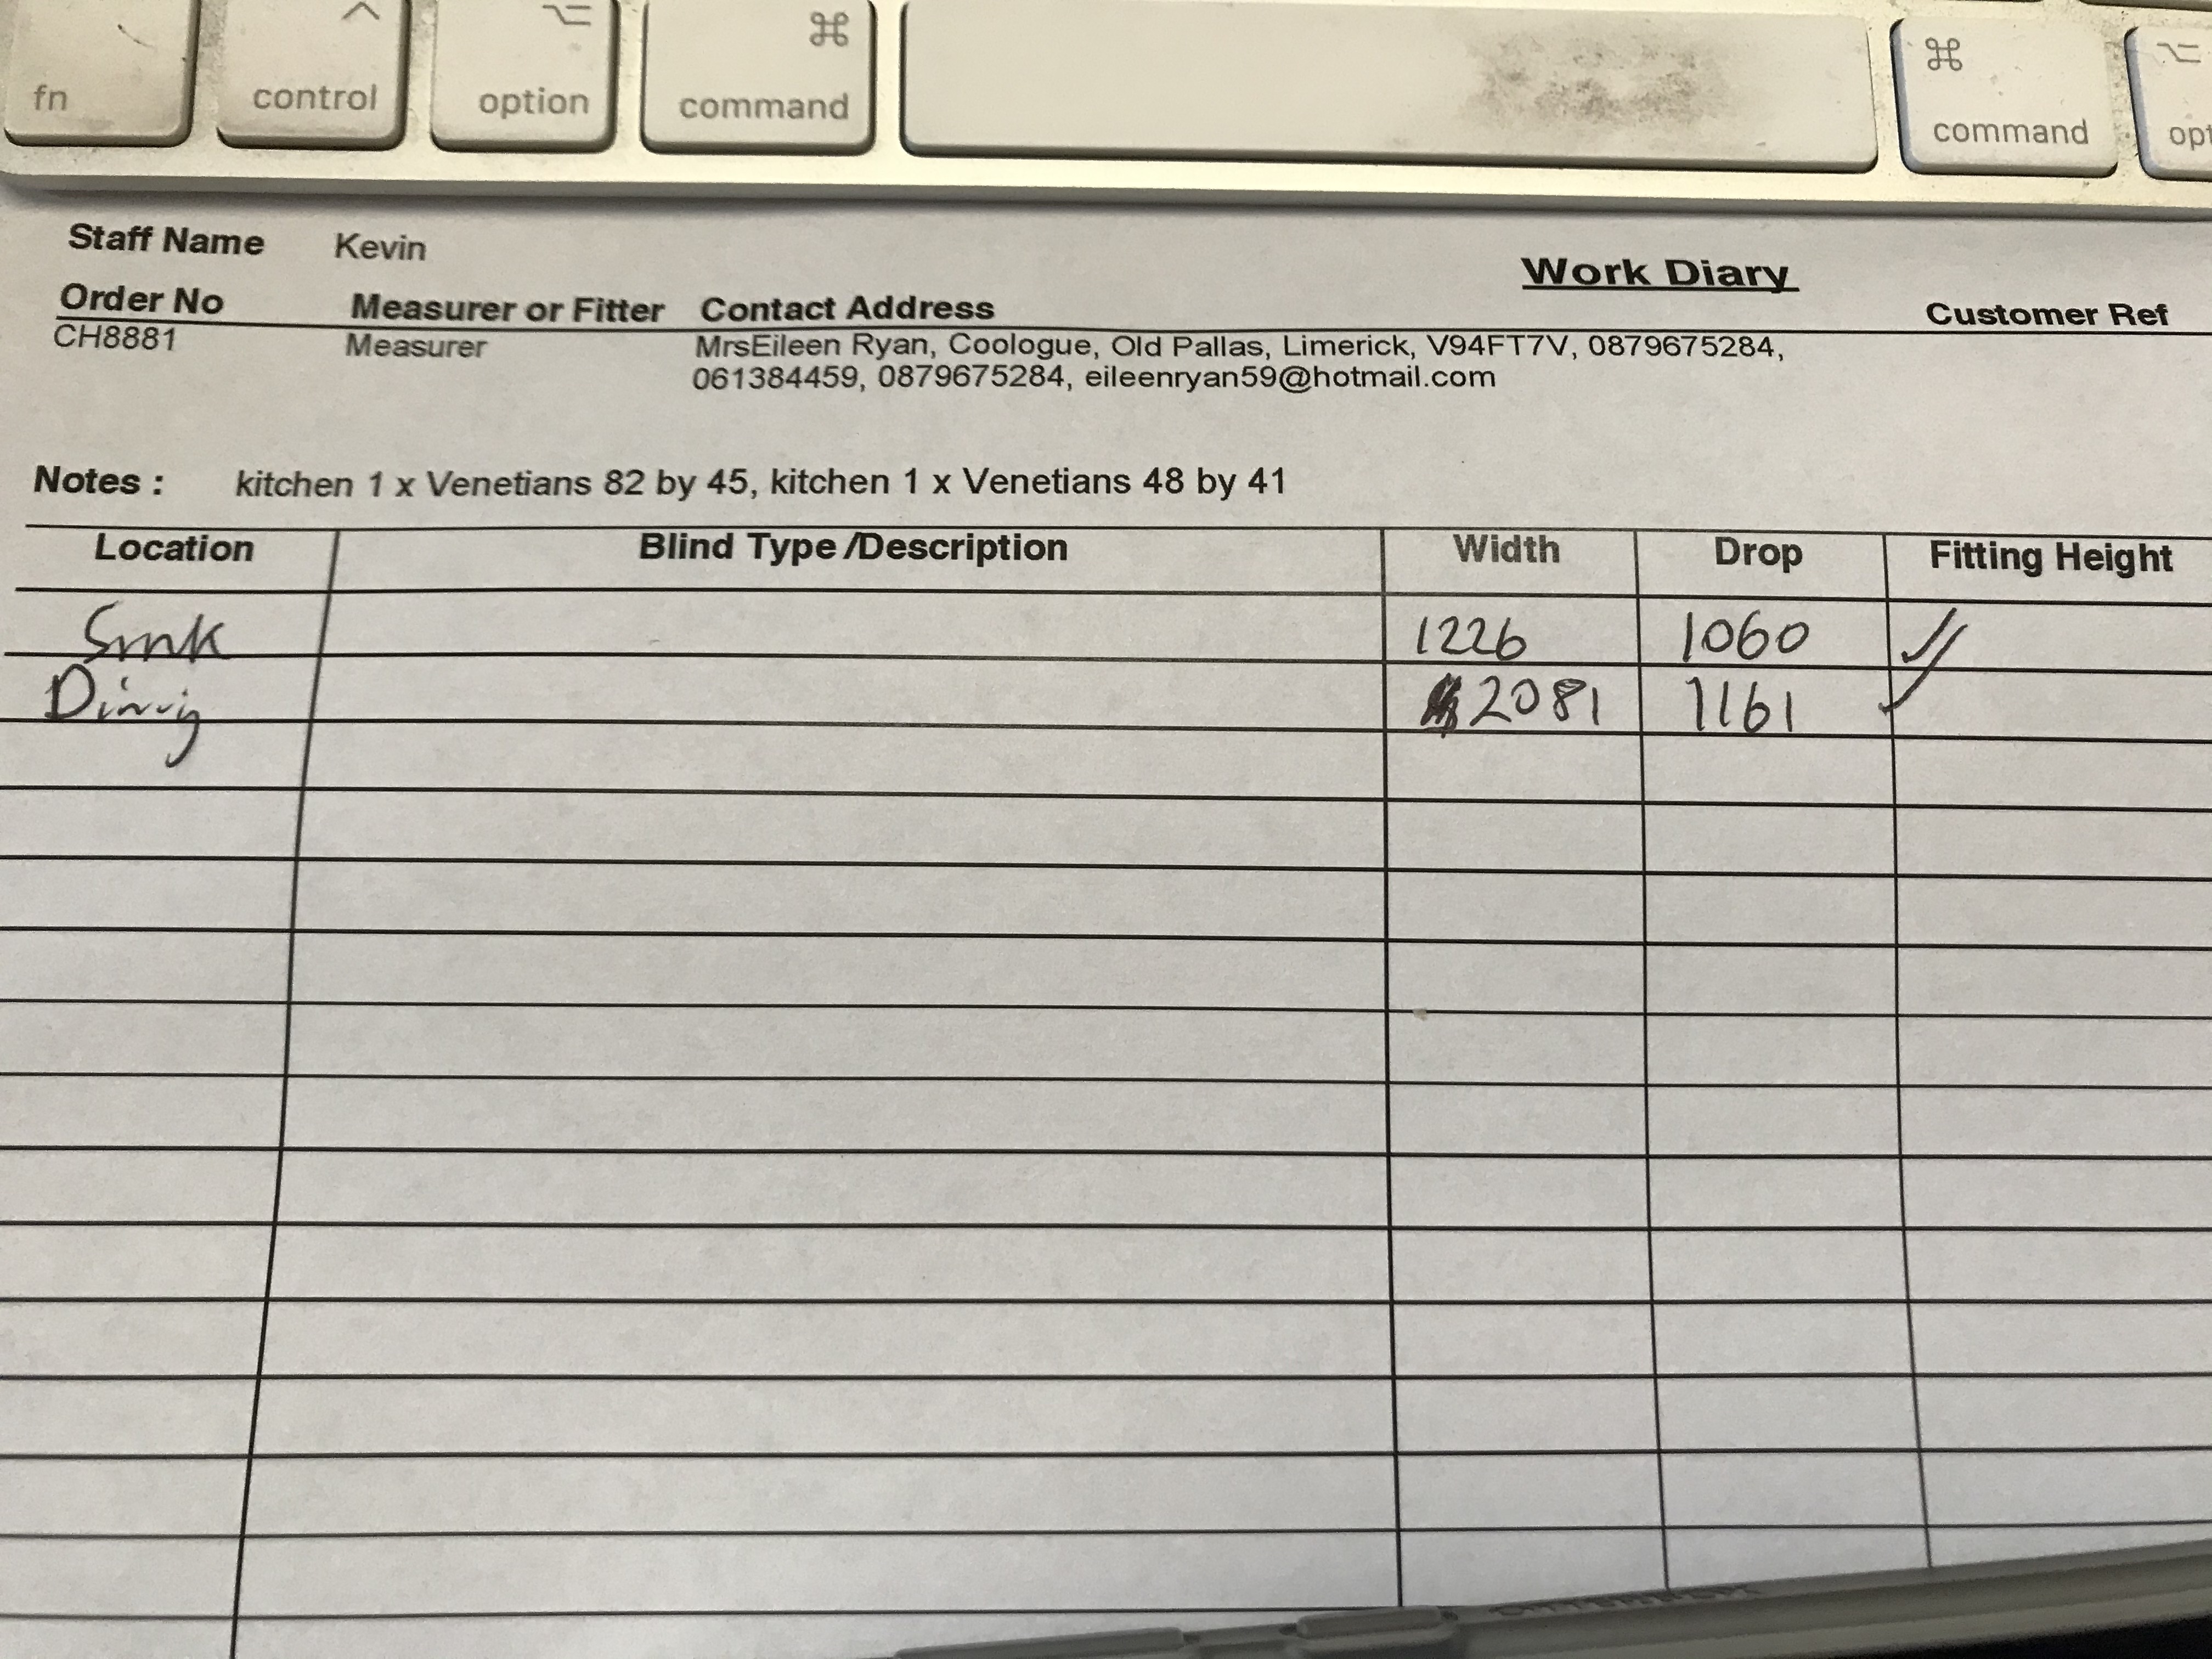 fn control option command command opt
Staff Name Kevin
Work Diary
Order No Measurer or Fitter Contact Address Customer Ref
CH8881 Measurer MrsEileen Ryan, Coologue, Old Pallas, Limerick, V94FT7V, 0879675284,
061384459, 0879675284, eileenryan59@hotmail.com
Notes : kitchen 1 x Venetians 82 by 45, kitchen 1 x Venetians 48 by 41
Location Blind Type /Description Width Drop Fitting Height
Sink 1226 1060 ✓
Dining 2081 1161 ✓